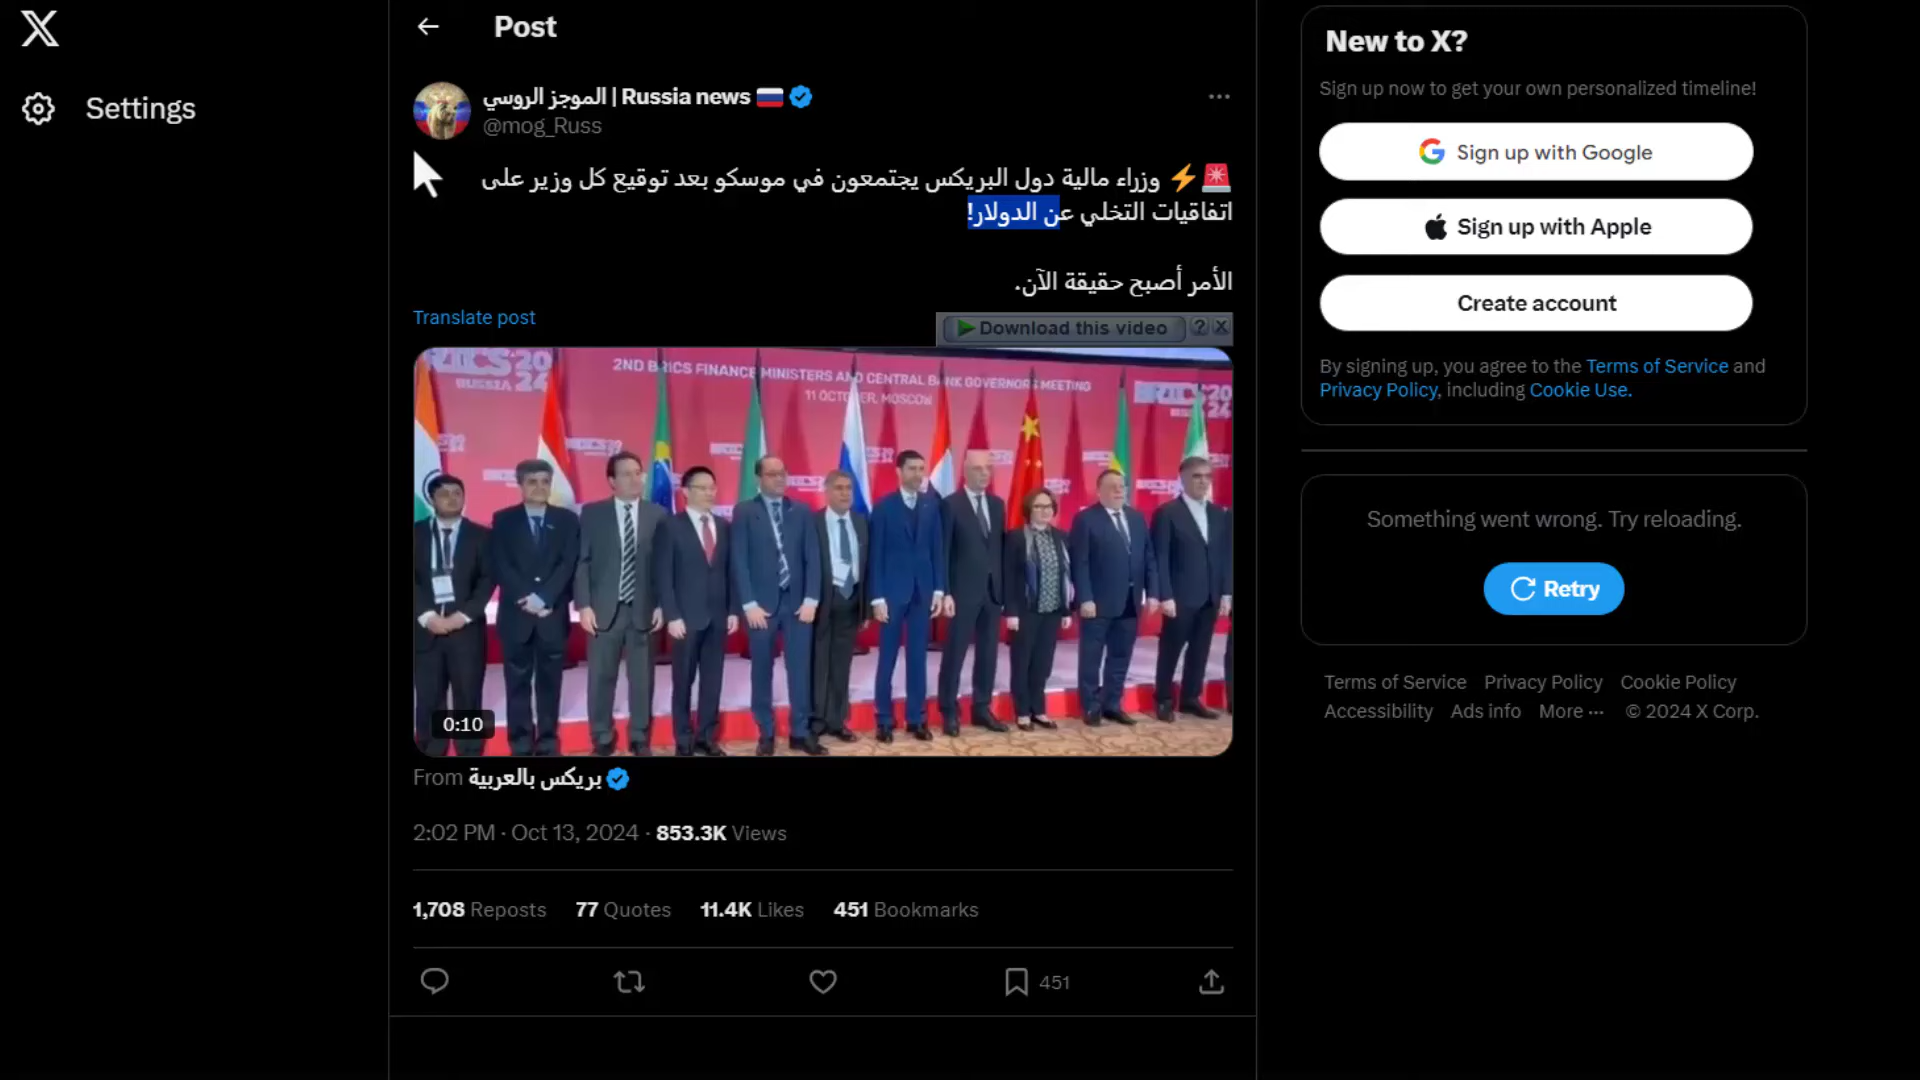 Settings
Post
الموجز الروسي | Russia news
@mog_Russ
وزراء مالية دول البريكس يجتمعون في موسكو بعد توقيع كل وزير على
اتفاقيات التخلي عن الدولار!
الأمر أصبح حقيقة الآن.
Translate post
Download this video
BRICS 20
RUSSIA 24
2ND BRICS FINANCE MINISTERS AND CENTRAL BANK GOVERNORS MEETING
11 OCTOBER, MOSCOW
BRICS 20
24
0:10
From بريكس بالعربية
2:02 PM · Oct 13, 2024 · 853.3K Views
1,708 Reposts 77 Quotes 11.4K Likes 451 Bookmarks
451
New to X?
Sign up now to get your own personalized timeline!
Sign up with Google
Sign up with Apple
Create account
By signing up, you agree to the Terms of Service and
Privacy Policy, including Cookie Use.
Something went wrong. Try reloading.
Retry
Terms of Service Privacy Policy Cookie Policy
Accessibility Ads info More ··· © 2024 X Corp.